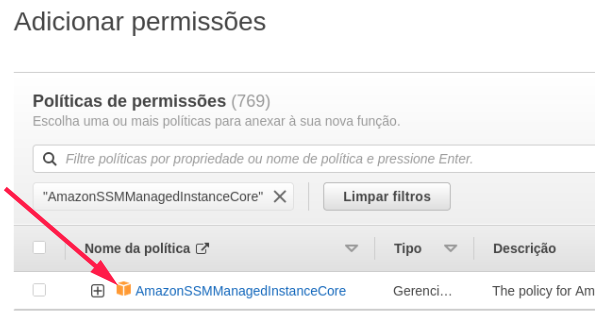 Adicionar permissões
Políticas de permissões (769)
Escolha uma ou mais políticas para anexar à sua nova função.
Filtre políticas por propriedade ou nome de política e pressione Enter.
"AmazonSSMManagedInstanceCore" Limpar filtros
Nome da política Tipo Descrição
AmazonSSMManagedInstanceCore Gerenci… The policy for Am